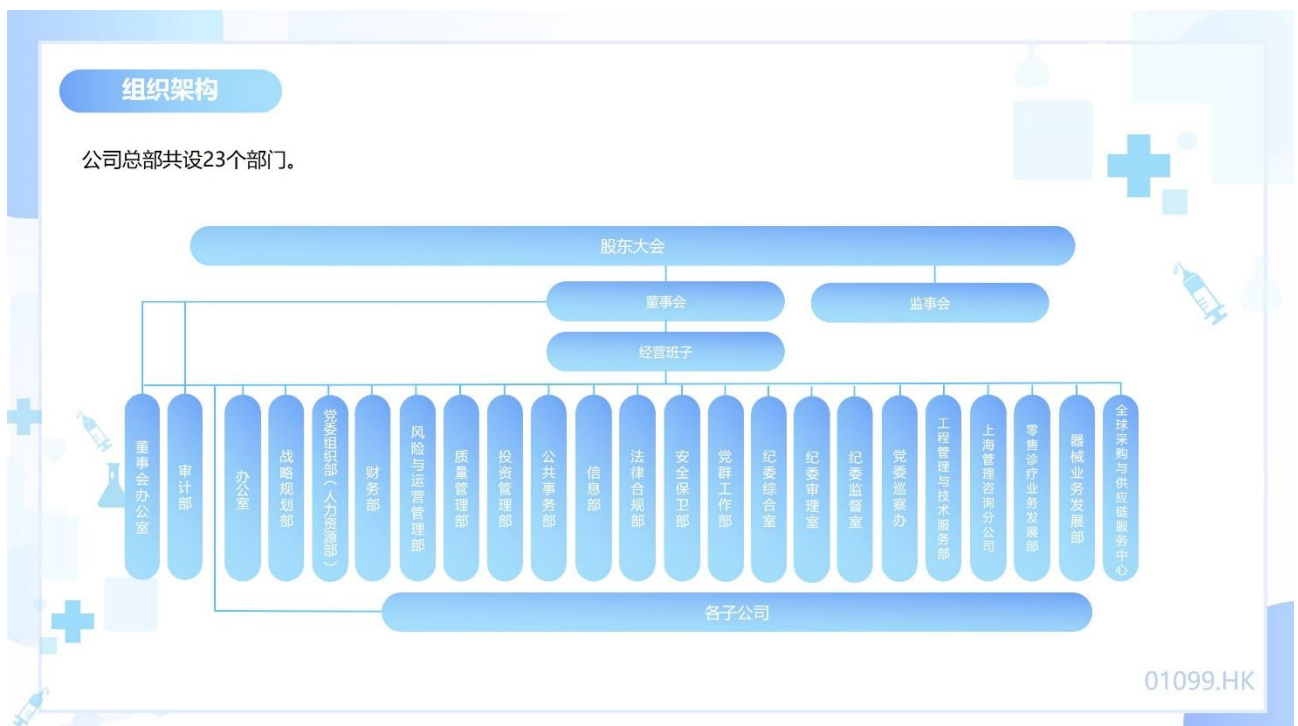 组织架构
公司总部共设23个部门。
股东大会
董事会
监事会
经营班子
董事会办公室
审计部
办公室
战略规划部
党委组织部（人力资源部）
财务部
风险与运营管理部
质量管理部
投资管理部
公共事务部
信息部
法律合规部
安全保卫部
党群工作部
纪委综合室
纪委审理室
纪委监督室
党委巡察办
工程管理与技术服务部
上海管理咨询分公司
零售诊疗业务发展部
器械业务发展部
全球采购与供应链服务中心
各子公司
01099.HK